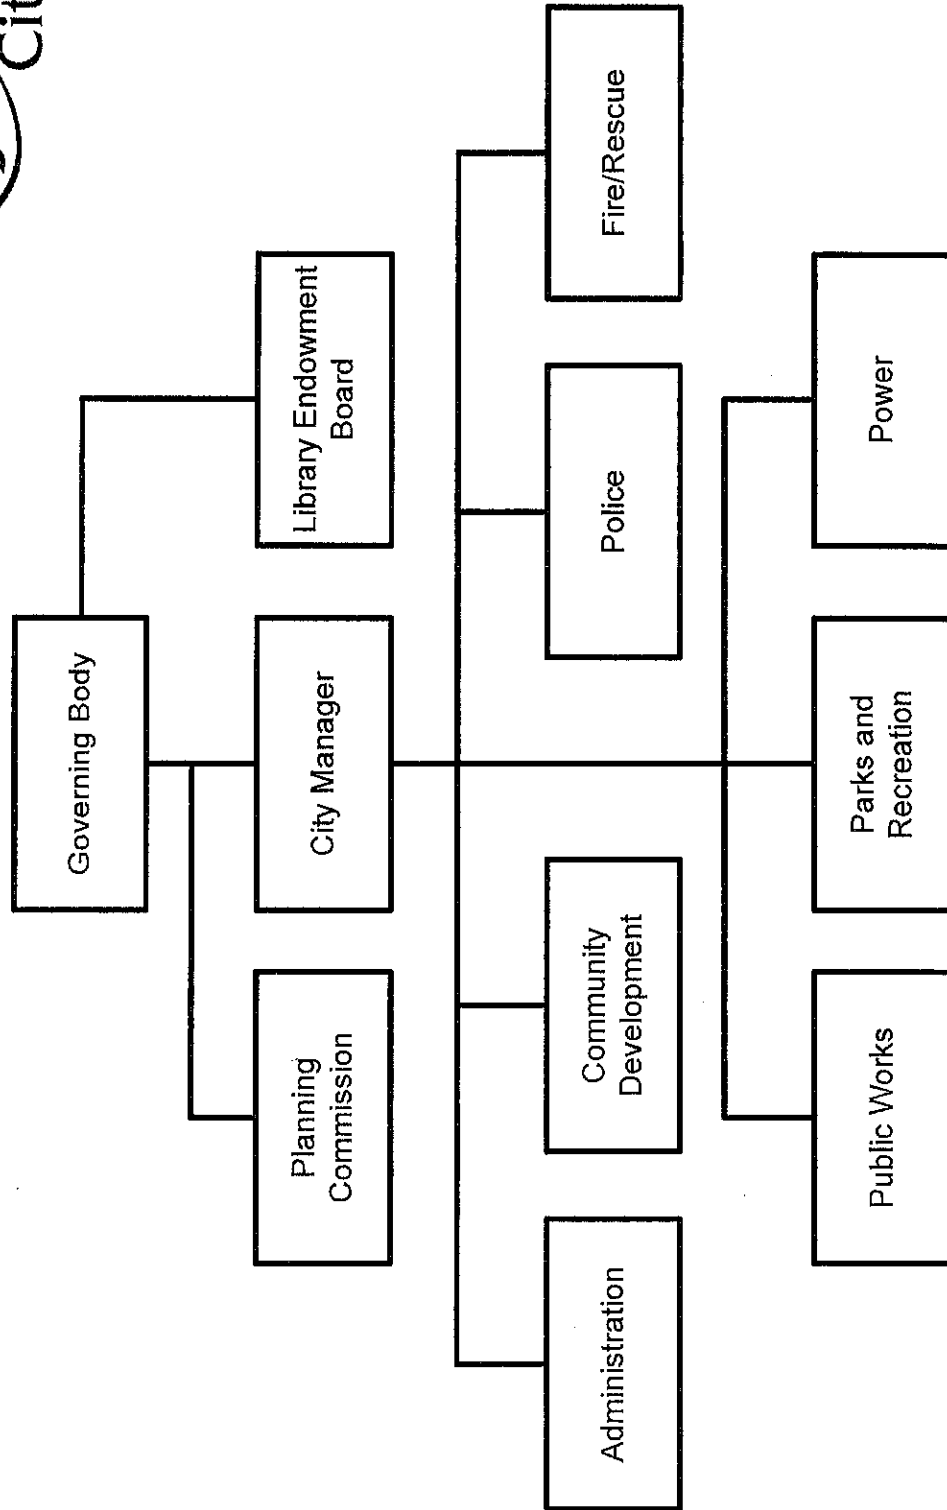 Cit
Governing Body
Planning
Commission
City Manager
Library Endowment
Board
Administration
Community
Development
Police
Fire/Rescue
Public Works
Parks and
Recreation
Power